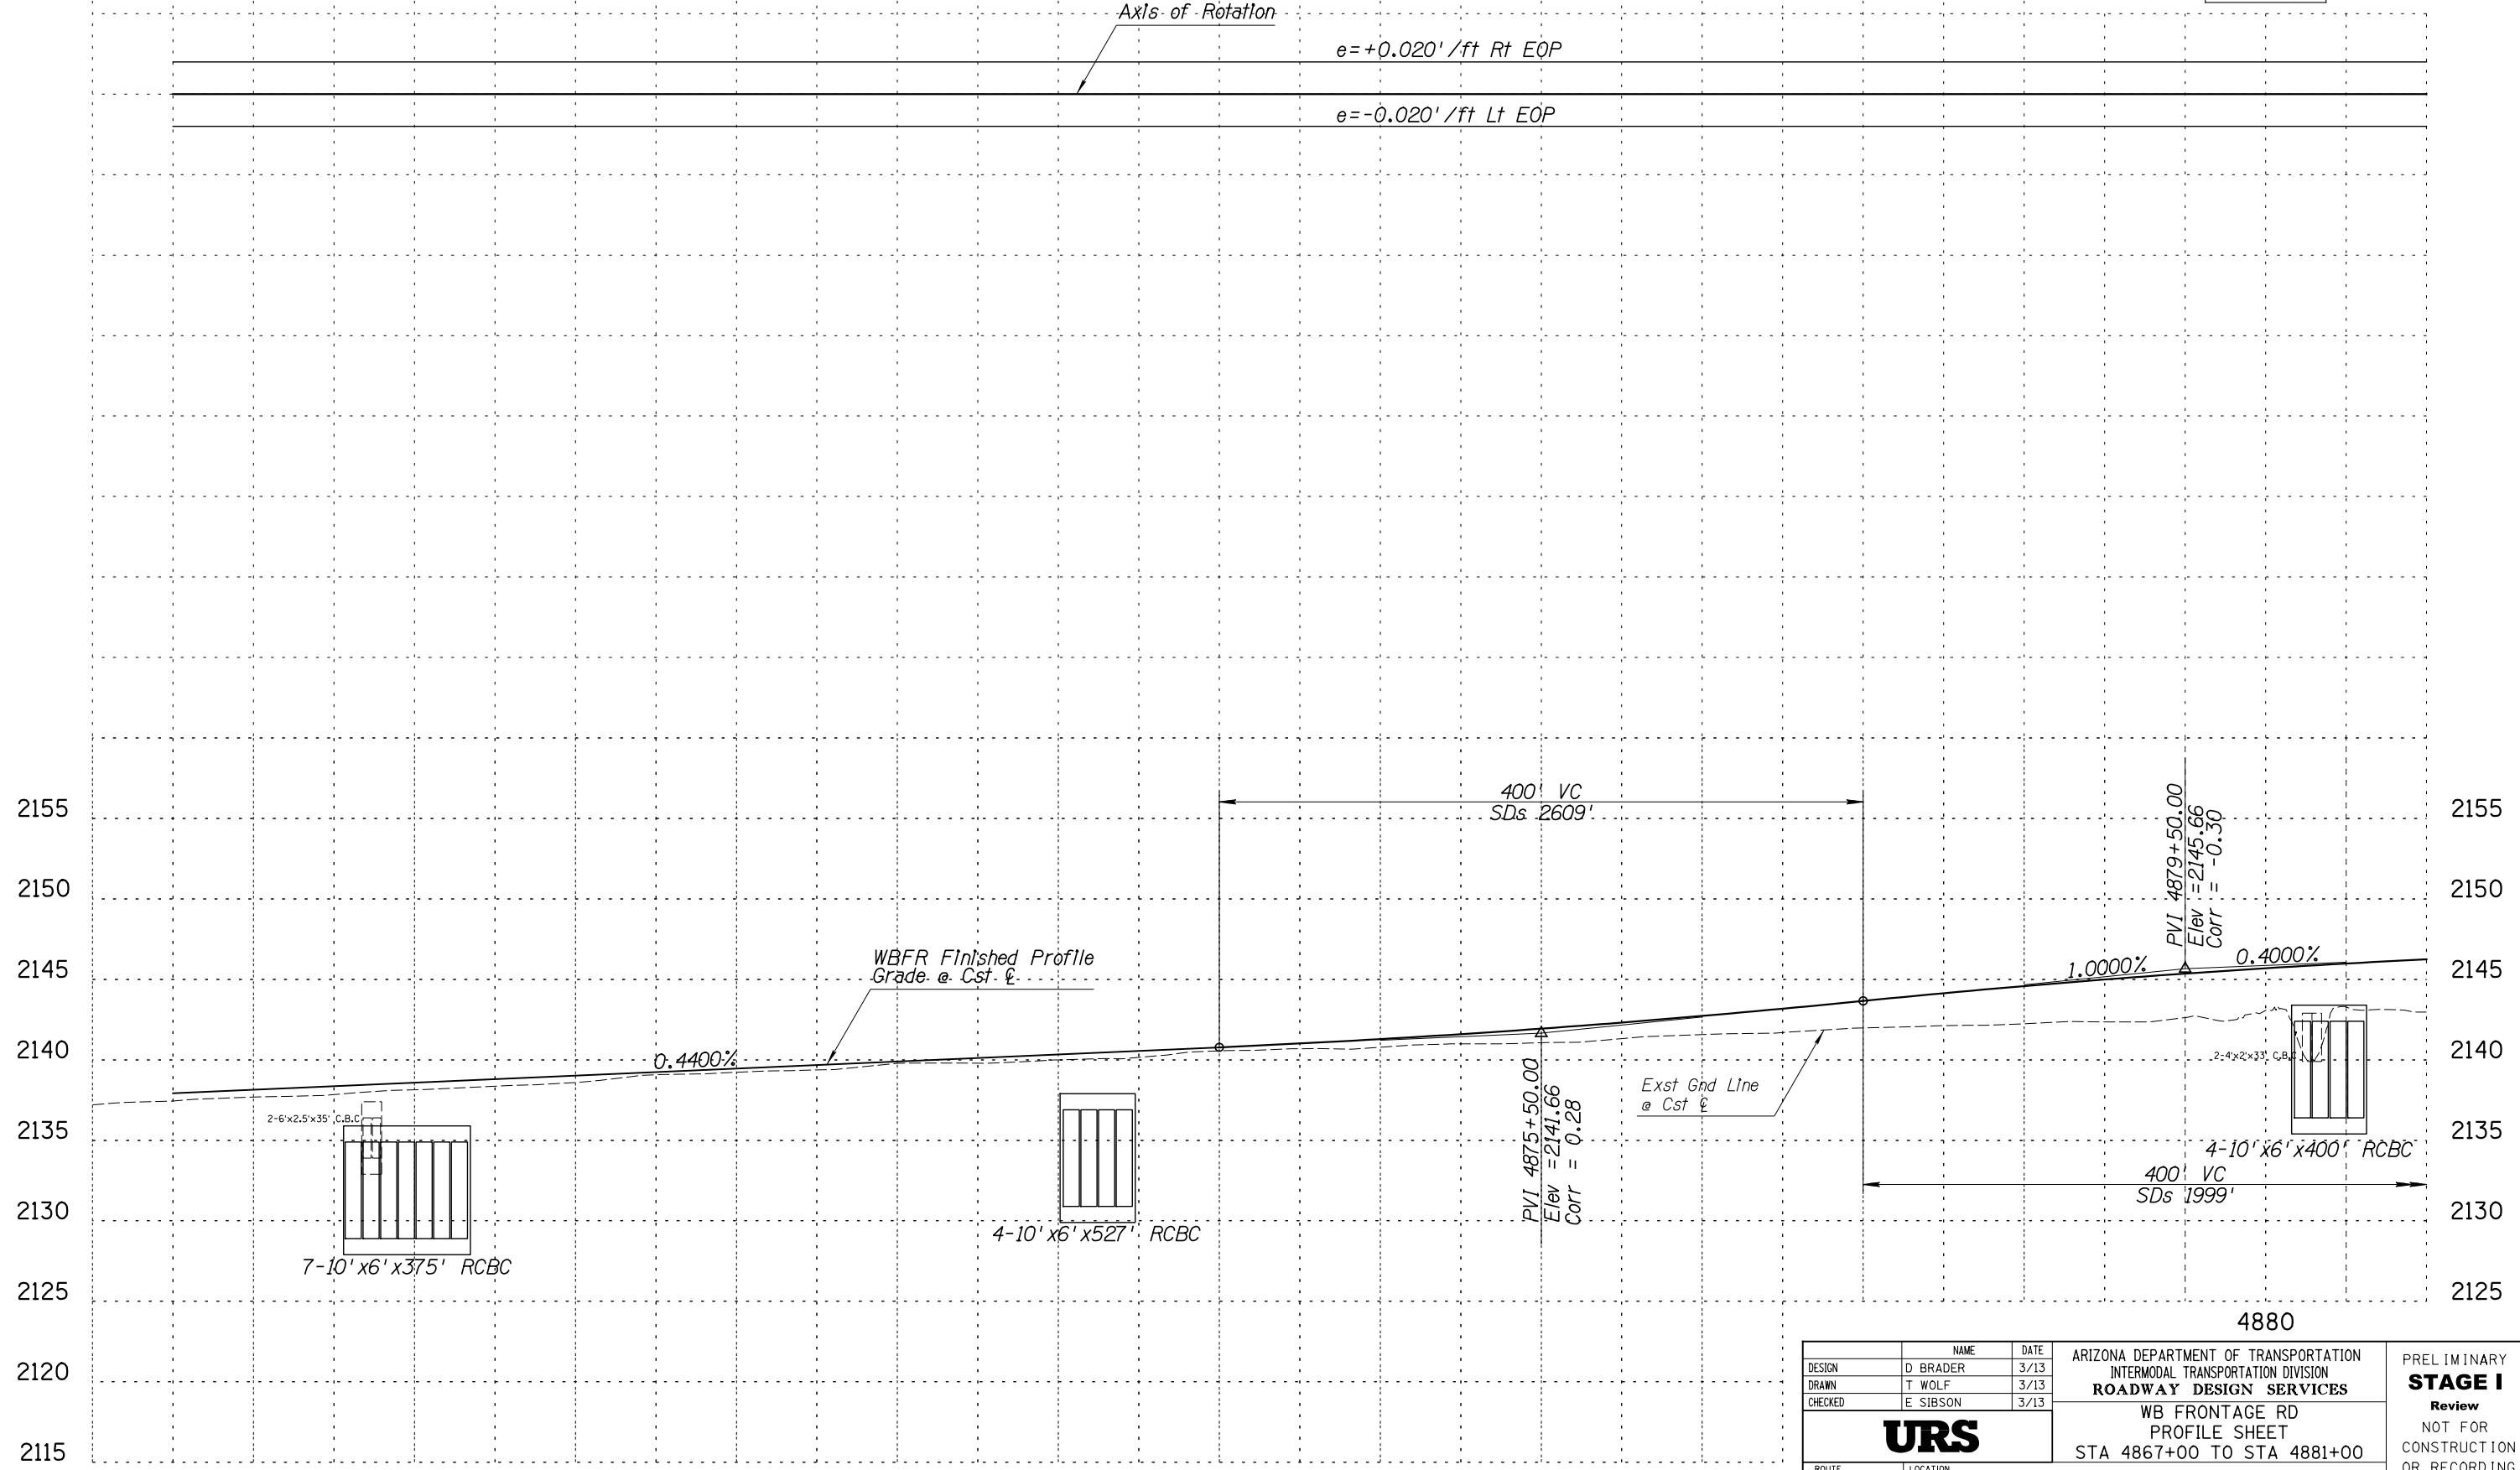 Axis of Rotation
e=+0.020'/ft Rt EOP
e=-0.020'/ft Lt EOP
2155
2150
2145
2140
2135
2130
2125
2120
2115
400' VC
SDs 2609'
PVI 4879+50.00
Elev =2145.66
Corr = -0.30
2155
2150
2145
2140
2135
2130
2125
WBFR Finished Profile
Grade @ Cst ℄
0.4400%
1.0000%
0.4000%
2-6'x2.5'x35' C.B.C
7-10'x6'x375' RCBC
4-10'x6'x527' RCBC
PVI 4875+50.00
Elev =2141.66
Corr = 0.28
Exst Gnd Line
@ Cst ℄
2-4'x2'x33' C.B.C
4-10'x6'x400' RCBC
400' VC
SDs 1999'
4880
NAME DATE
DESIGN D BRADER 3/13
DRAWN T WOLF 3/13
CHECKED E SIBSON 3/13
URS
ROUTE LOCATION
ARIZONA DEPARTMENT OF TRANSPORTATION
INTERMODAL TRANSPORTATION DIVISION
ROADWAY DESIGN SERVICES
WB FRONTAGE RD
PROFILE SHEET
STA 4867+00 TO STA 4881+00
PRELIMINARY
STAGE I
Review
NOT FOR
CONSTRUCTION
OR RECORDING